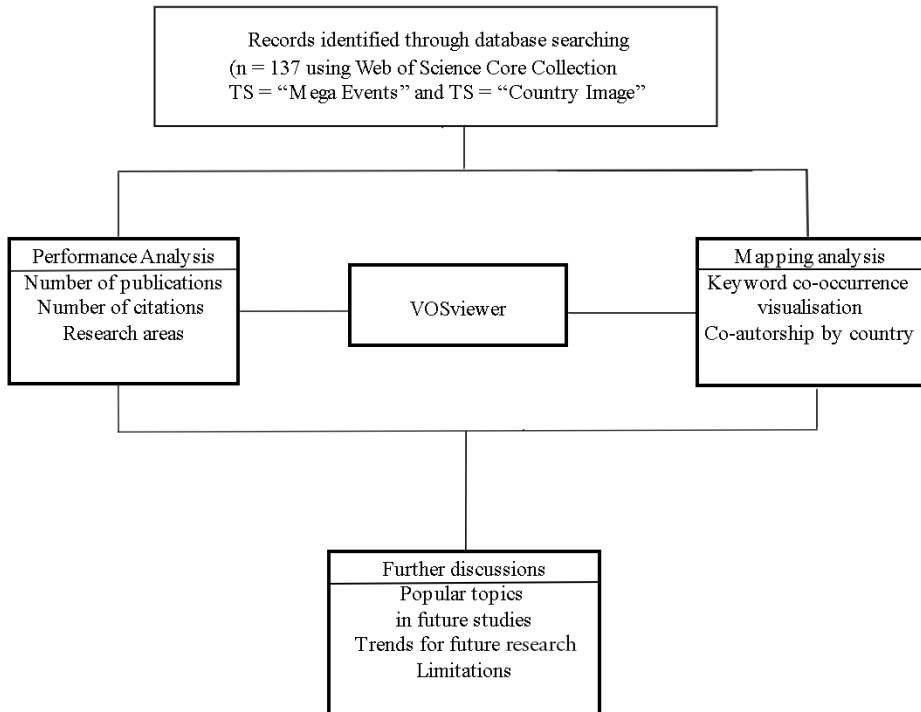 Records identified through database searching
(n = 137 using Web of Science Core Collection
TS = “Mega Events” and TS = “Country Image”
Performance Analysis
Number of publications
Number of citations
Research areas
VOSviewer
Mapping analysis
Keyword co-occurrence
visualisation
Co-autorship by country
Further discussions
Popular topics
in future studies
Trends for future research
Limitations